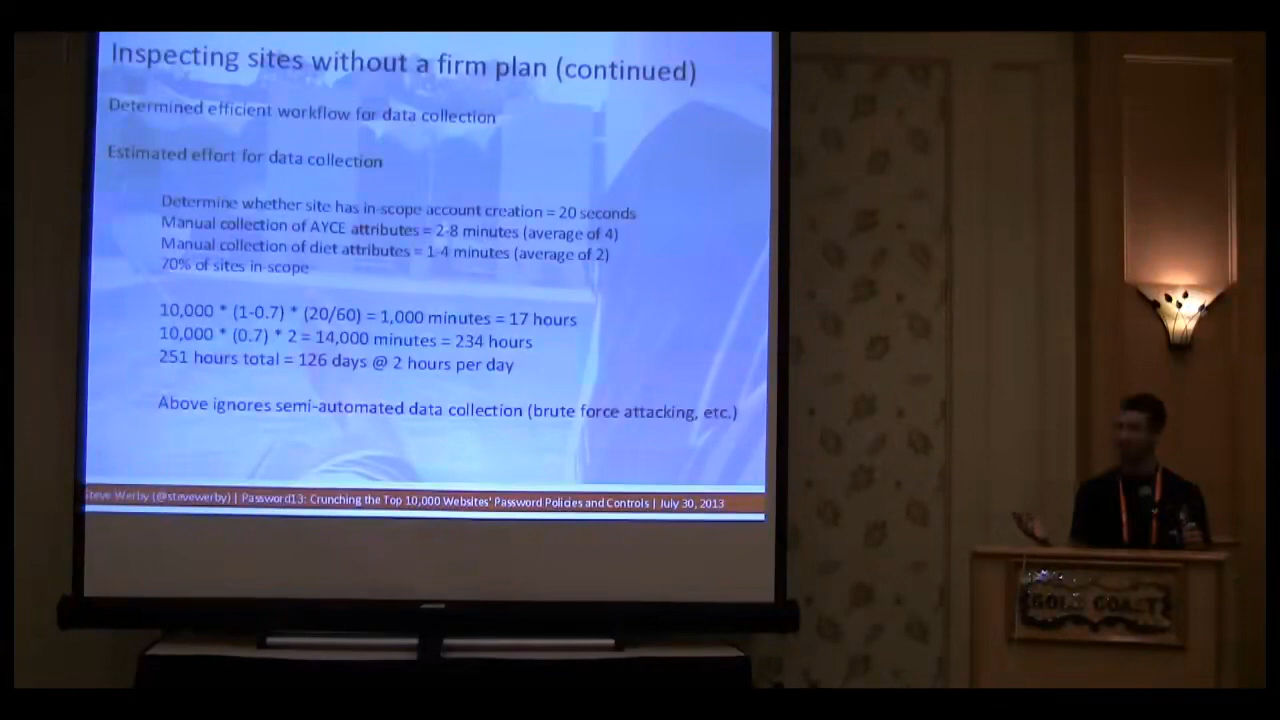 Inspecting sites without a firm plan (continued)
Determined efficient workflow for data collection
Estimated effort for data collection
Determine whether site has in-scope account creation = 20 seconds
Manual collection of AYCE attributes = 2-8 minutes (average of 4)
Manual collection of diet attributes = 1-4 minutes (average of 2)
70% of sites in-scope
10,000 * (1-0.7) * (20/60) = 1,000 minutes = 17 hours
10,000 * (0.7) * 2 = 14,000 minutes = 234 hours
251 hours total = 126 days @ 2 hours per day
Above ignores semi-automated data collection (brute force attacking, etc.)
Steve Werby (@stevewerby) | Password13: Crunching the Top 10,000 Websites' Password Policies and Controls | July 30, 2013
GOLD COAST